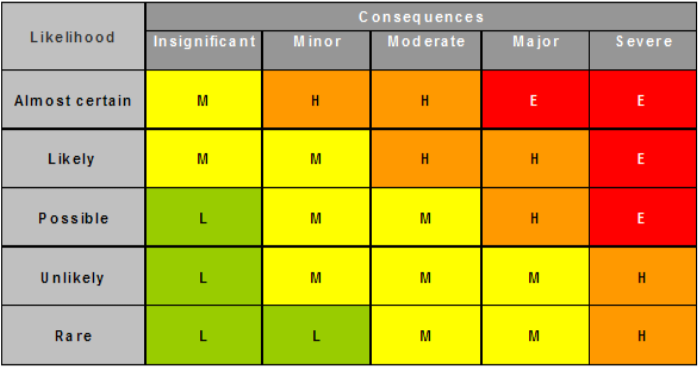 Consequences
Likelihood
Insignificant Minor Moderate Major Severe
Almost certain M H H E E
Likely M M H H E
Possible L M M H E
Unlikely L M M M H
Rare L L M M H